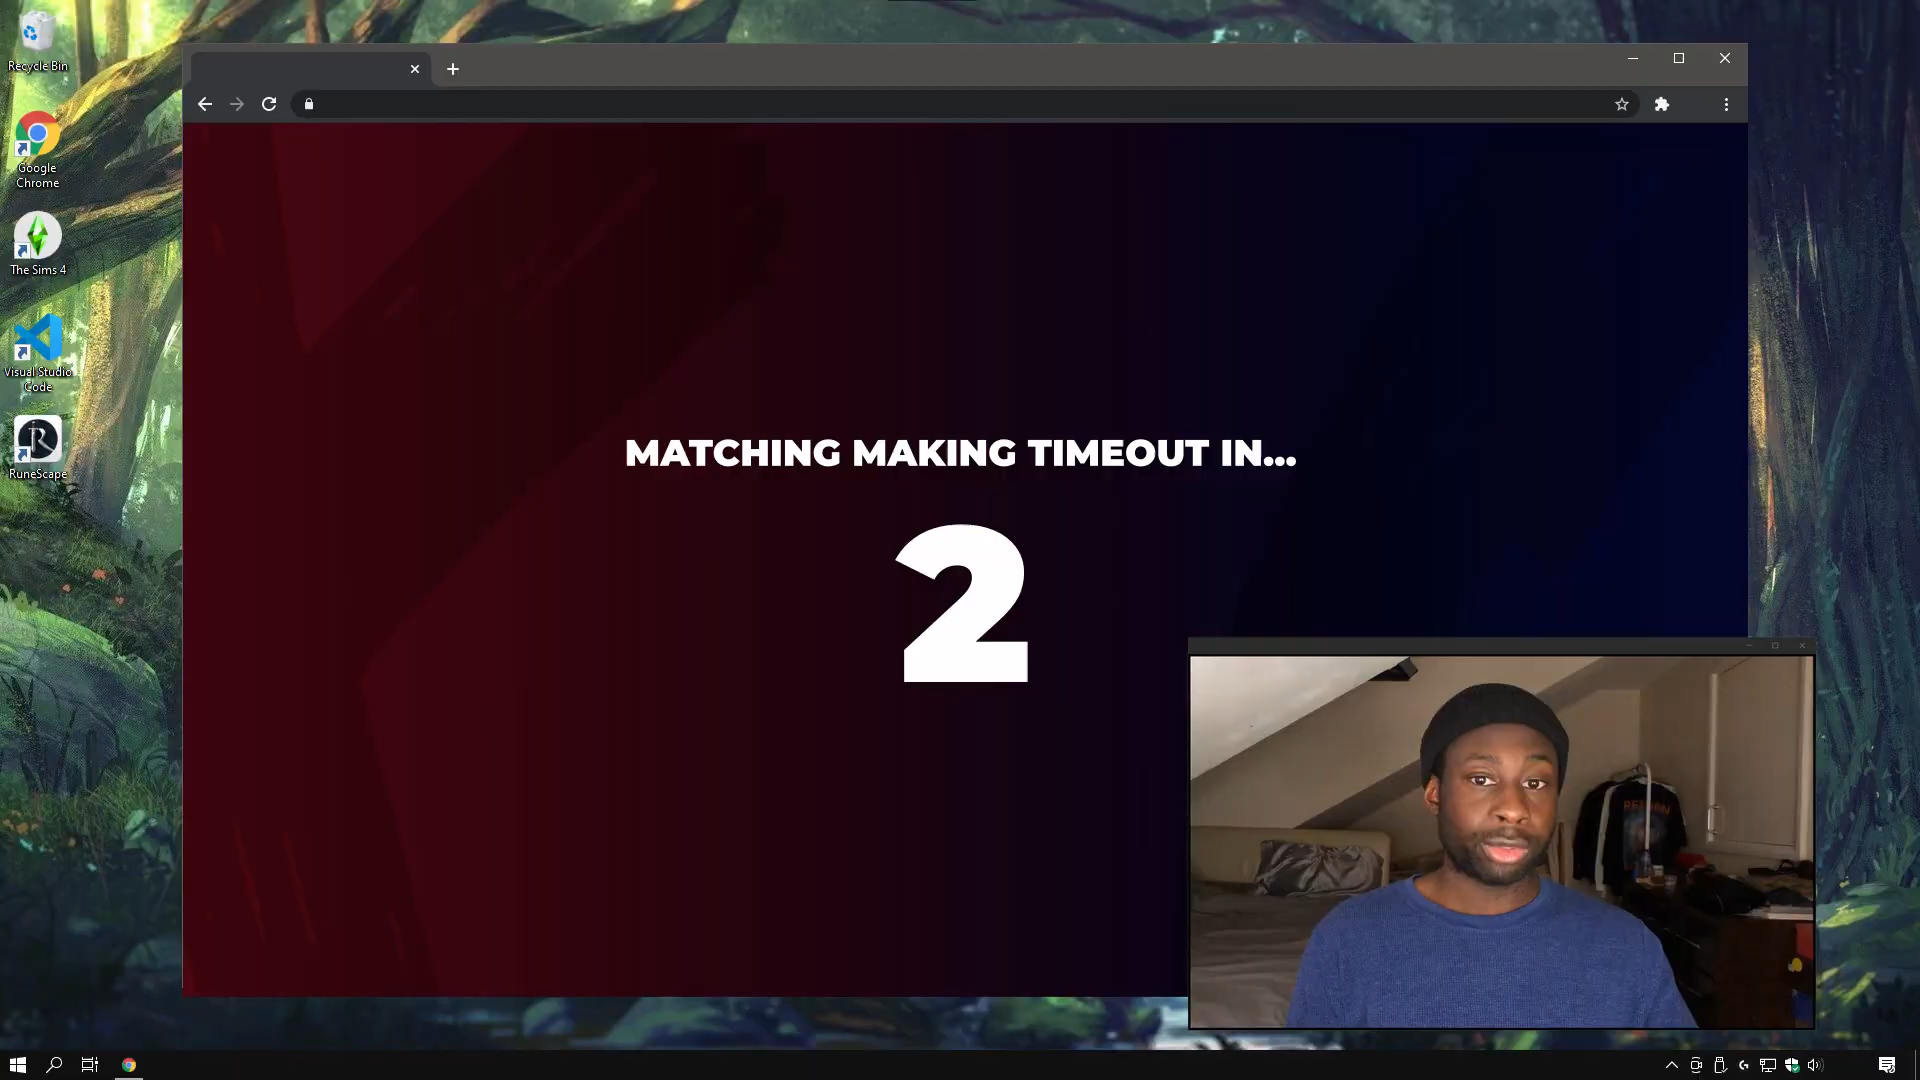 Recycle Bin
Google
Chrome
The Sims 4
Visual Studio
Code
RuneScape
MATCHING MAKING TIMEOUT IN...
2